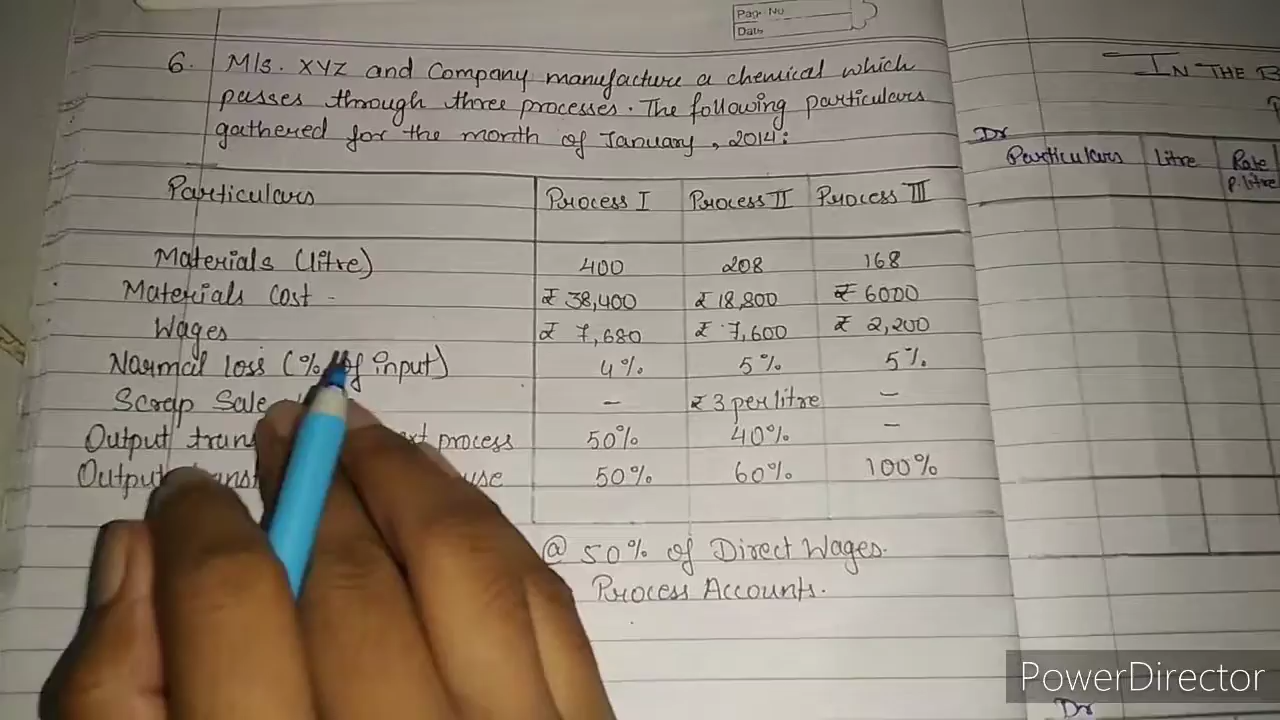 Page No
Date
6. M/s. XYZ and Company manufacture a chemical which
passes through three processes. The following particulars
gathered for the month of January, 2014:
Particulars Process I Process II Process III
Materials (litre) 400 208 168
Materials Cost - ₹ 38,400 ₹ 18,800 ₹ 6000
Wages ₹ 7,680 ₹ 7,600 ₹ 2,200
Normal loss (% of input) 4% 5% 5%
Scrap Sale - ₹ 3 per litre -
Output process 50% 40% -
Output 50% 60% 100%
@ 50% of Direct Wages.
Process Accounts.
IN THE
Dr
Particulars Litre Rate
p. litre
Dr
PowerDirector